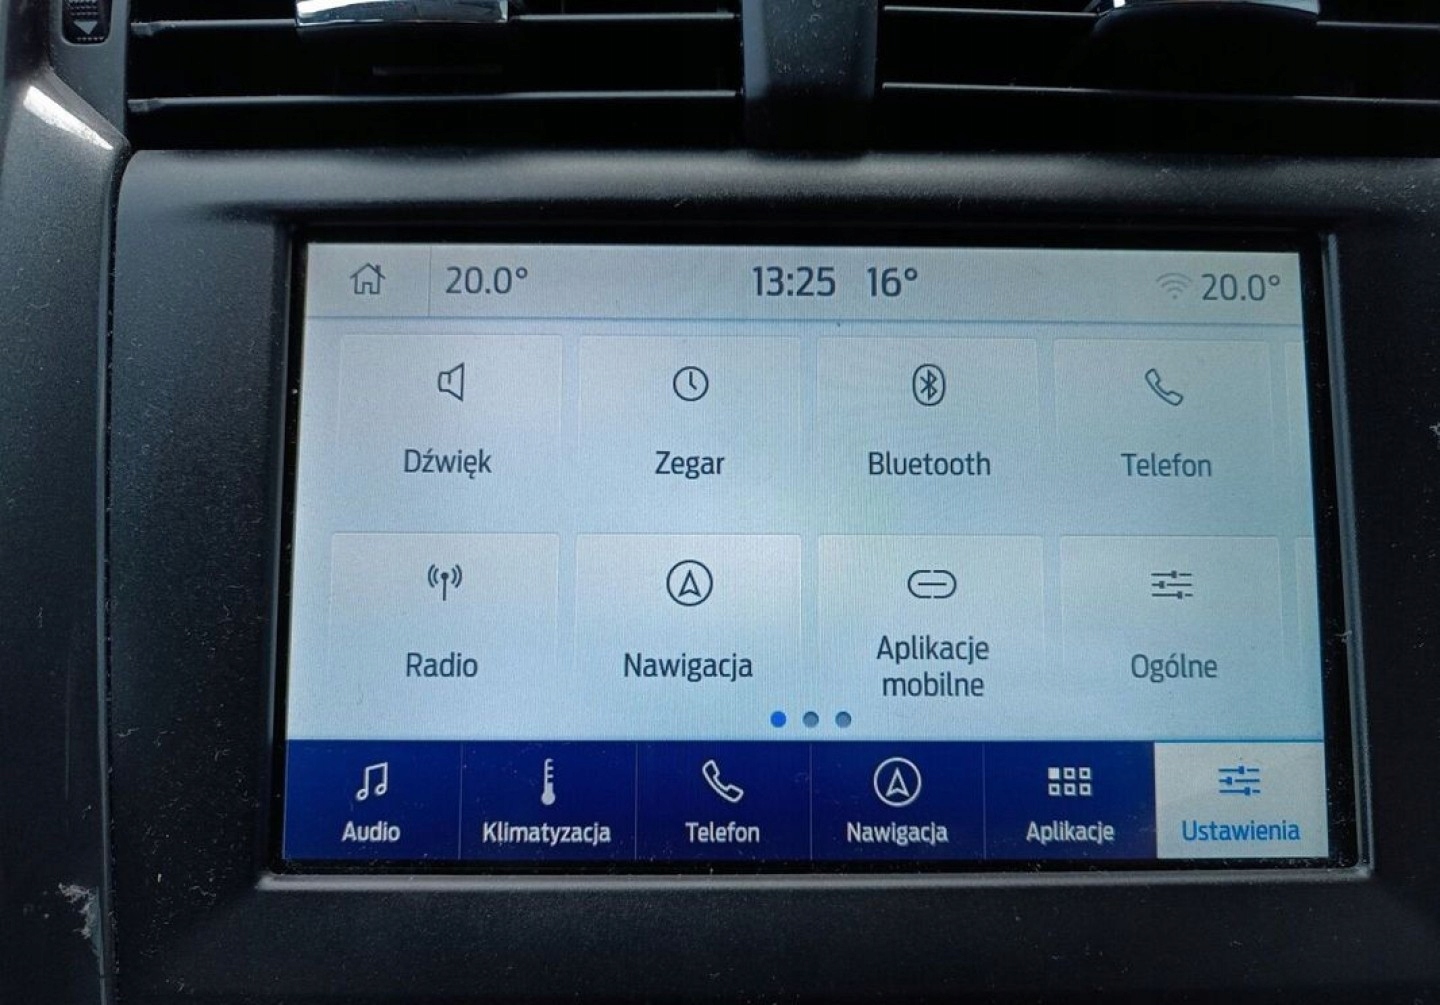 20.0° 13:25 16° 20.0°
Dźwięk Zegar Bluetooth Telefon
Radio Nawigacja Aplikacje mobilne Ogólne
Audio Klimatyzacja Telefon Nawigacja Aplikacje Ustawienia